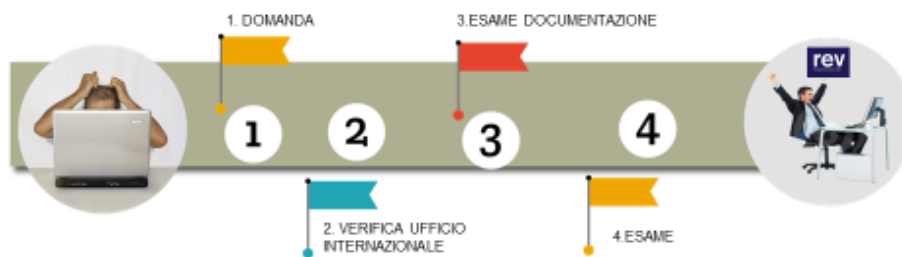 1. DOMANDA
3.ESAME DOCUMENTAZIONE
rev
1
2
3
4
2. VERIFICA UFFICIO
INTERNAZIONALE
4.ESAME